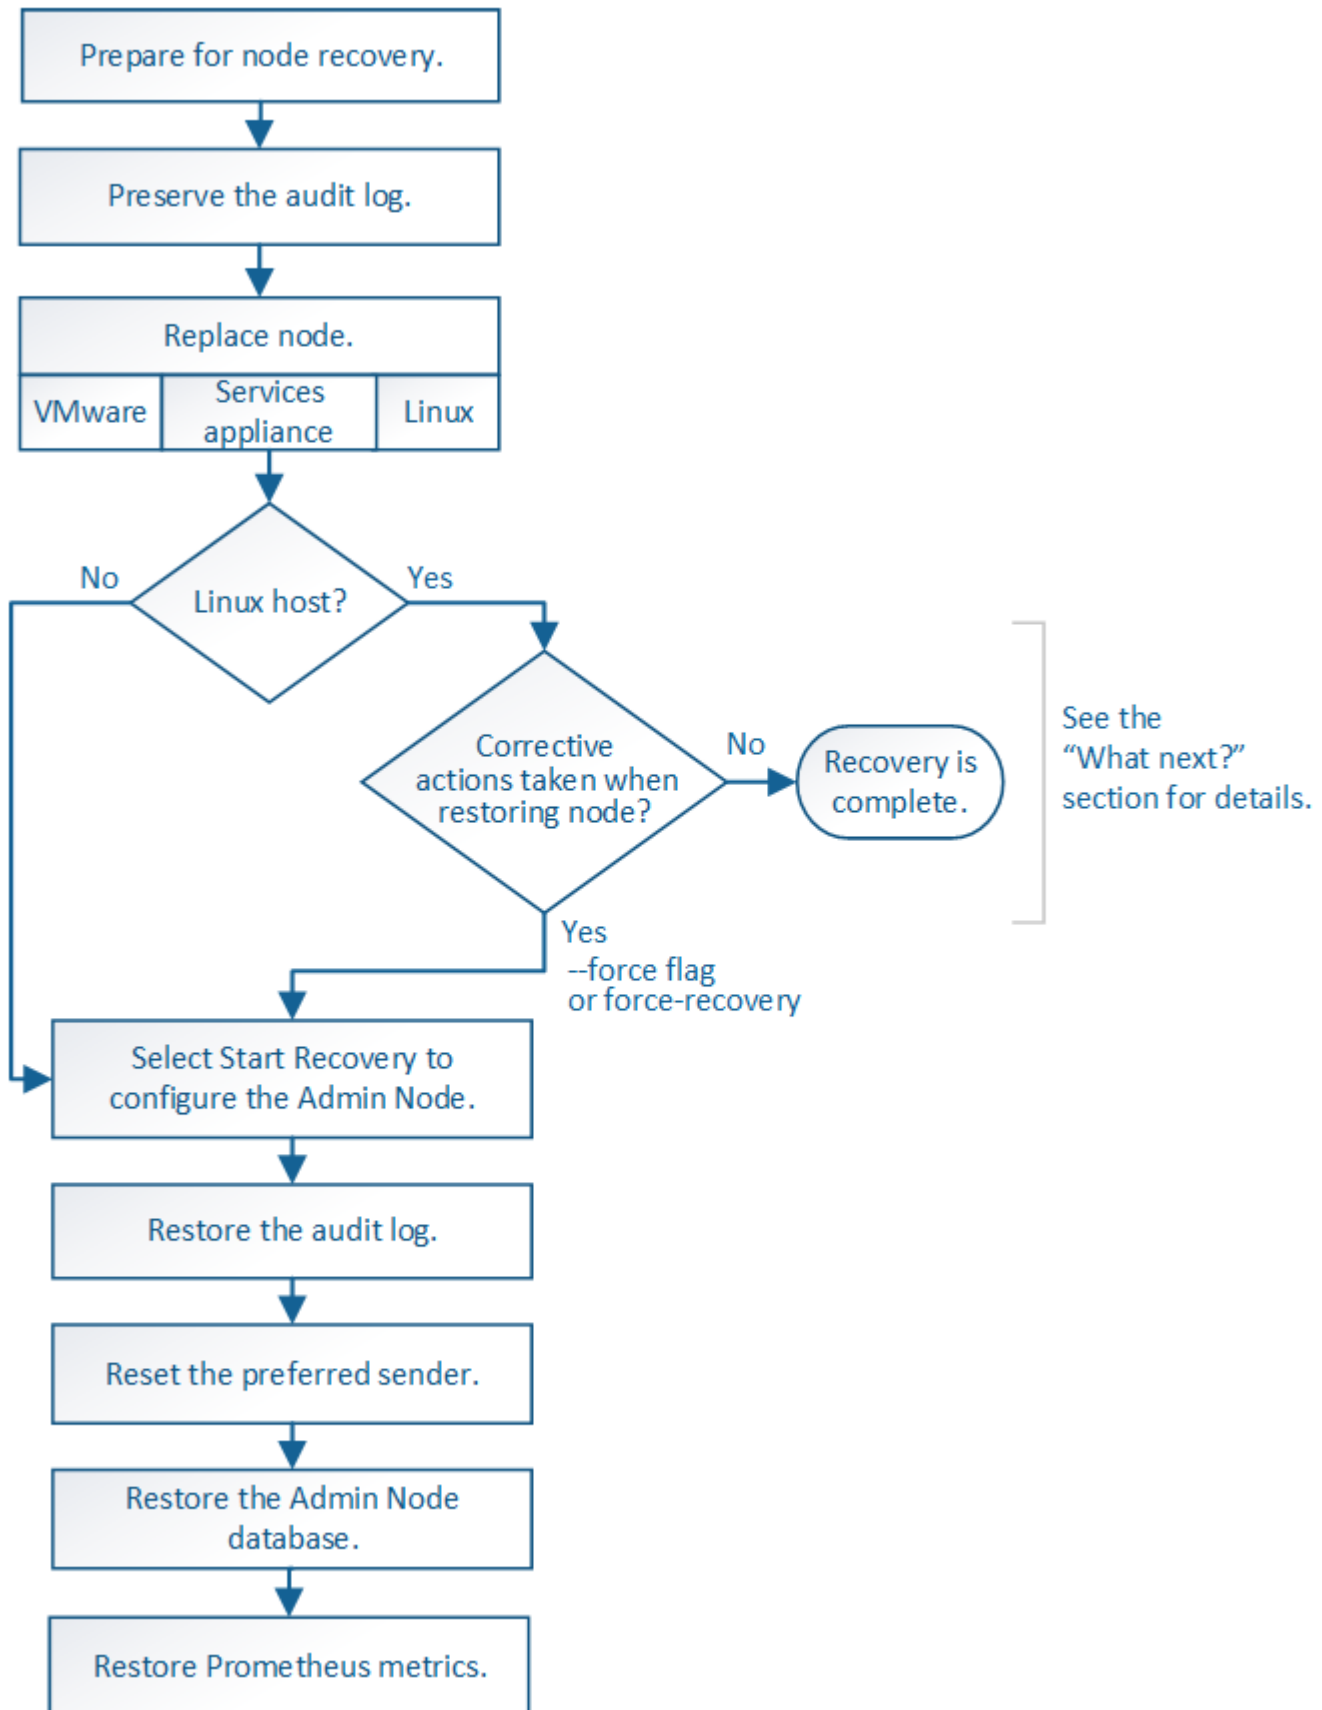 Prepare for node recovery.
Preserve the audit log.
Replace node.
VMware
Services
appliance
Linux
No
Yes
Linux host?
Corrective
actions taken when
restoring node?
No
Recovery is
complete.
See the
“What next?”
section for details.
Yes
--force flag
or force-recovery
Select Start Recovery to
configure the Admin Node.
Restore the audit log.
Reset the preferred sender.
Restore the Admin Node
database.
Restore Prometheus metrics.